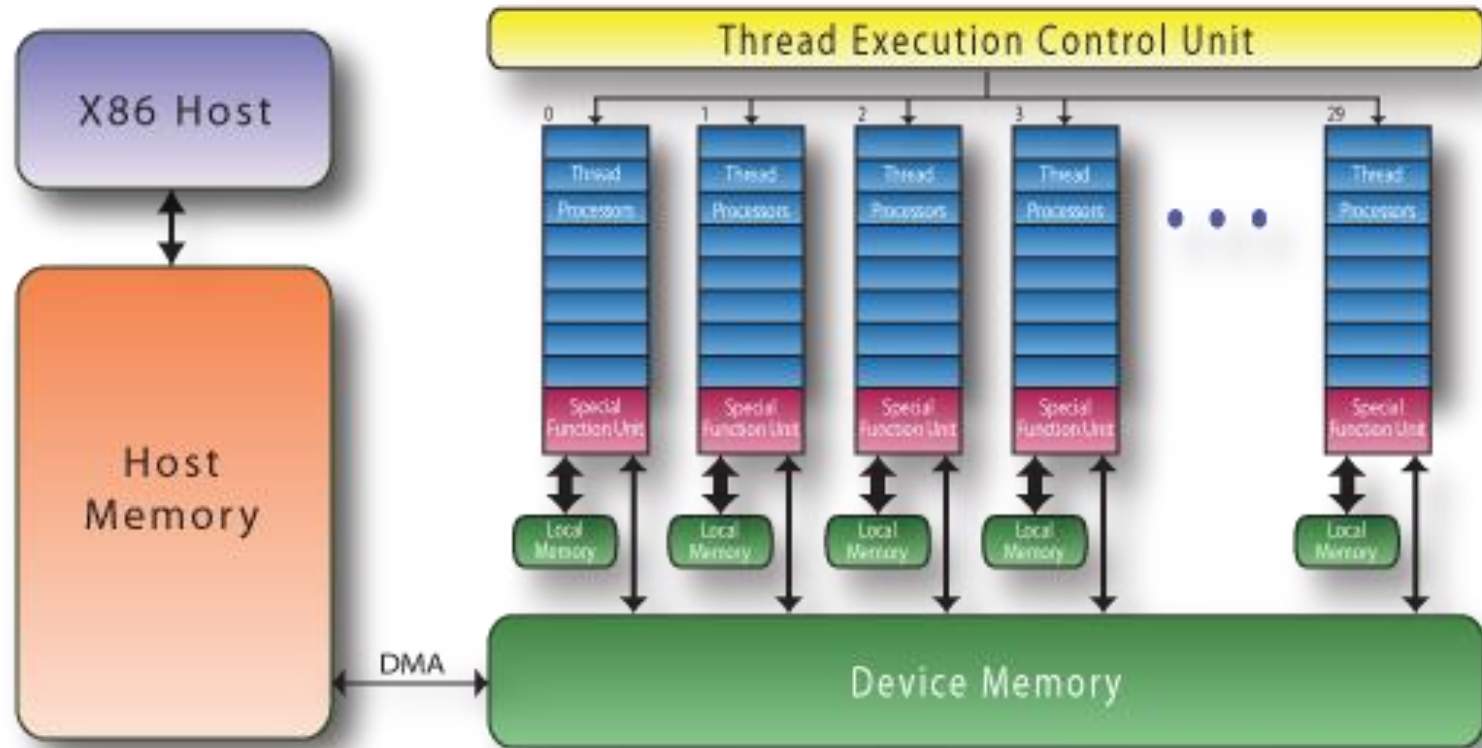 Thread Execution Control Unit
X86 Host
0
1
2
3
29
Thread
Processors
Thread
Processors
Thread
Processors
Thread
Processors
Thread
Processors
Special
Function Unit
Special
Function Unit
Special
Function Unit
Special
Function Unit
Special
Function Unit
Host
Memory
Local
Memory
Local
Memory
Local
Memory
Local
Memory
Local
Memory
DMA
Device Memory